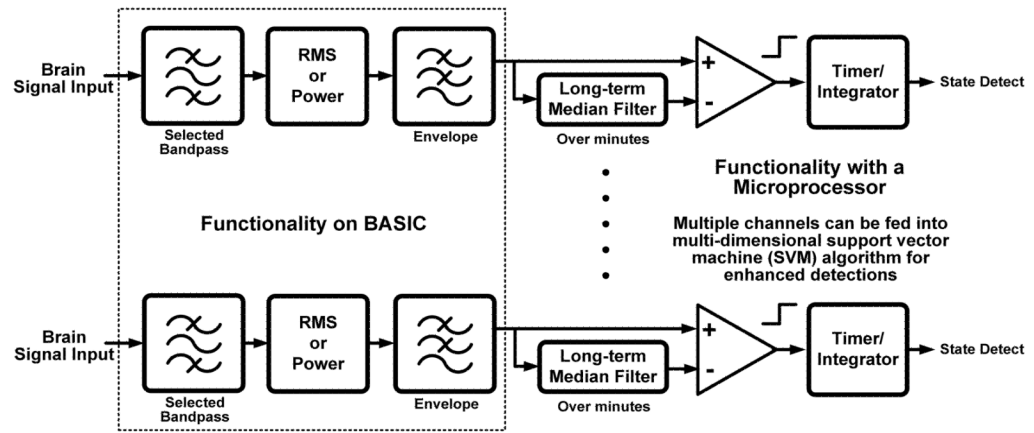 Brain
Signal Input
Selected
Bandpass
RMS
or
Power
Envelope
Long-term
Median Filter
Over minutes
+
-
Timer/
Integrator
State Detect
Functionality on BASIC
Functionality with a
Microprocessor
Multiple channels can be fed into
multi-dimensional support vector
machine (SVM) algorithm for
enhanced detections
Brain
Signal Input
Selected
Bandpass
RMS
or
Power
Envelope
Long-term
Median Filter
Over minutes
+
-
Timer/
Integrator
State Detect